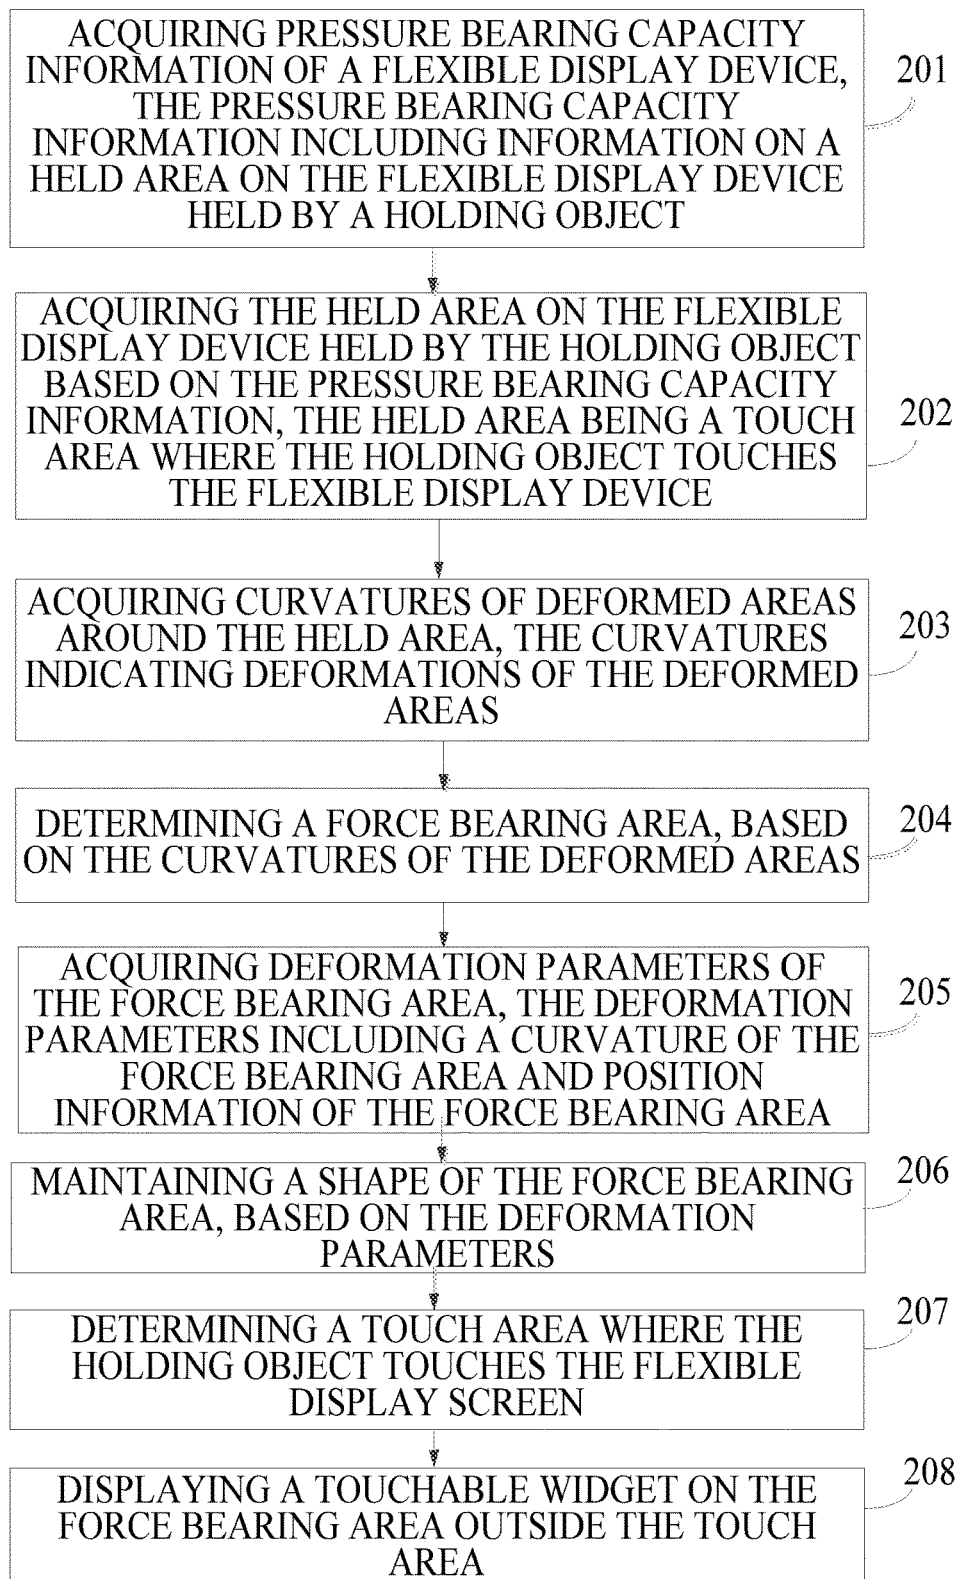 ACQUIRING PRESSURE BEARING CAPACITY
INFORMATION OF A FLEXIBLE DISPLAY DEVICE,
THE PRESSURE BEARING CAPACITY
INFORMATION INCLUDING INFORMATION ON A
HELD AREA ON THE FLEXIBLE DISPLAY DEVICE
HELD BY A HOLDING OBJECT
201
ACQUIRING THE HELD AREA ON THE FLEXIBLE
DISPLAY DEVICE HELD BY THE HOLDING OBJECT
BASED ON THE PRESSURE BEARING CAPACITY
INFORMATION, THE HELD AREA BEING A TOUCH
AREA WHERE THE HOLDING OBJECT TOUCHES
THE FLEXIBLE DISPLAY DEVICE
202
ACQUIRING CURVATURES OF DEFORMED AREAS
AROUND THE HELD AREA, THE CURVATURES
INDICATING DEFORMATIONS OF THE DEFORMED
AREAS
203
DETERMINING A FORCE BEARING AREA, BASED
ON THE CURVATURES OF THE DEFORMED AREAS
204
ACQUIRING DEFORMATION PARAMETERS OF
THE FORCE BEARING AREA, THE DEFORMATION
PARAMETERS INCLUDING A CURVATURE OF THE
FORCE BEARING AREA AND POSITION
INFORMATION OF THE FORCE BEARING AREA
205
MAINTAINING A SHAPE OF THE FORCE BEARING
AREA, BASED ON THE DEFORMATION
PARAMETERS
206
DETERMINING A TOUCH AREA WHERE THE
HOLDING OBJECT TOUCHES THE FLEXIBLE
DISPLAY SCREEN
207
DISPLAYING A TOUCHABLE WIDGET ON THE
FORCE BEARING AREA OUTSIDE THE TOUCH
AREA
208